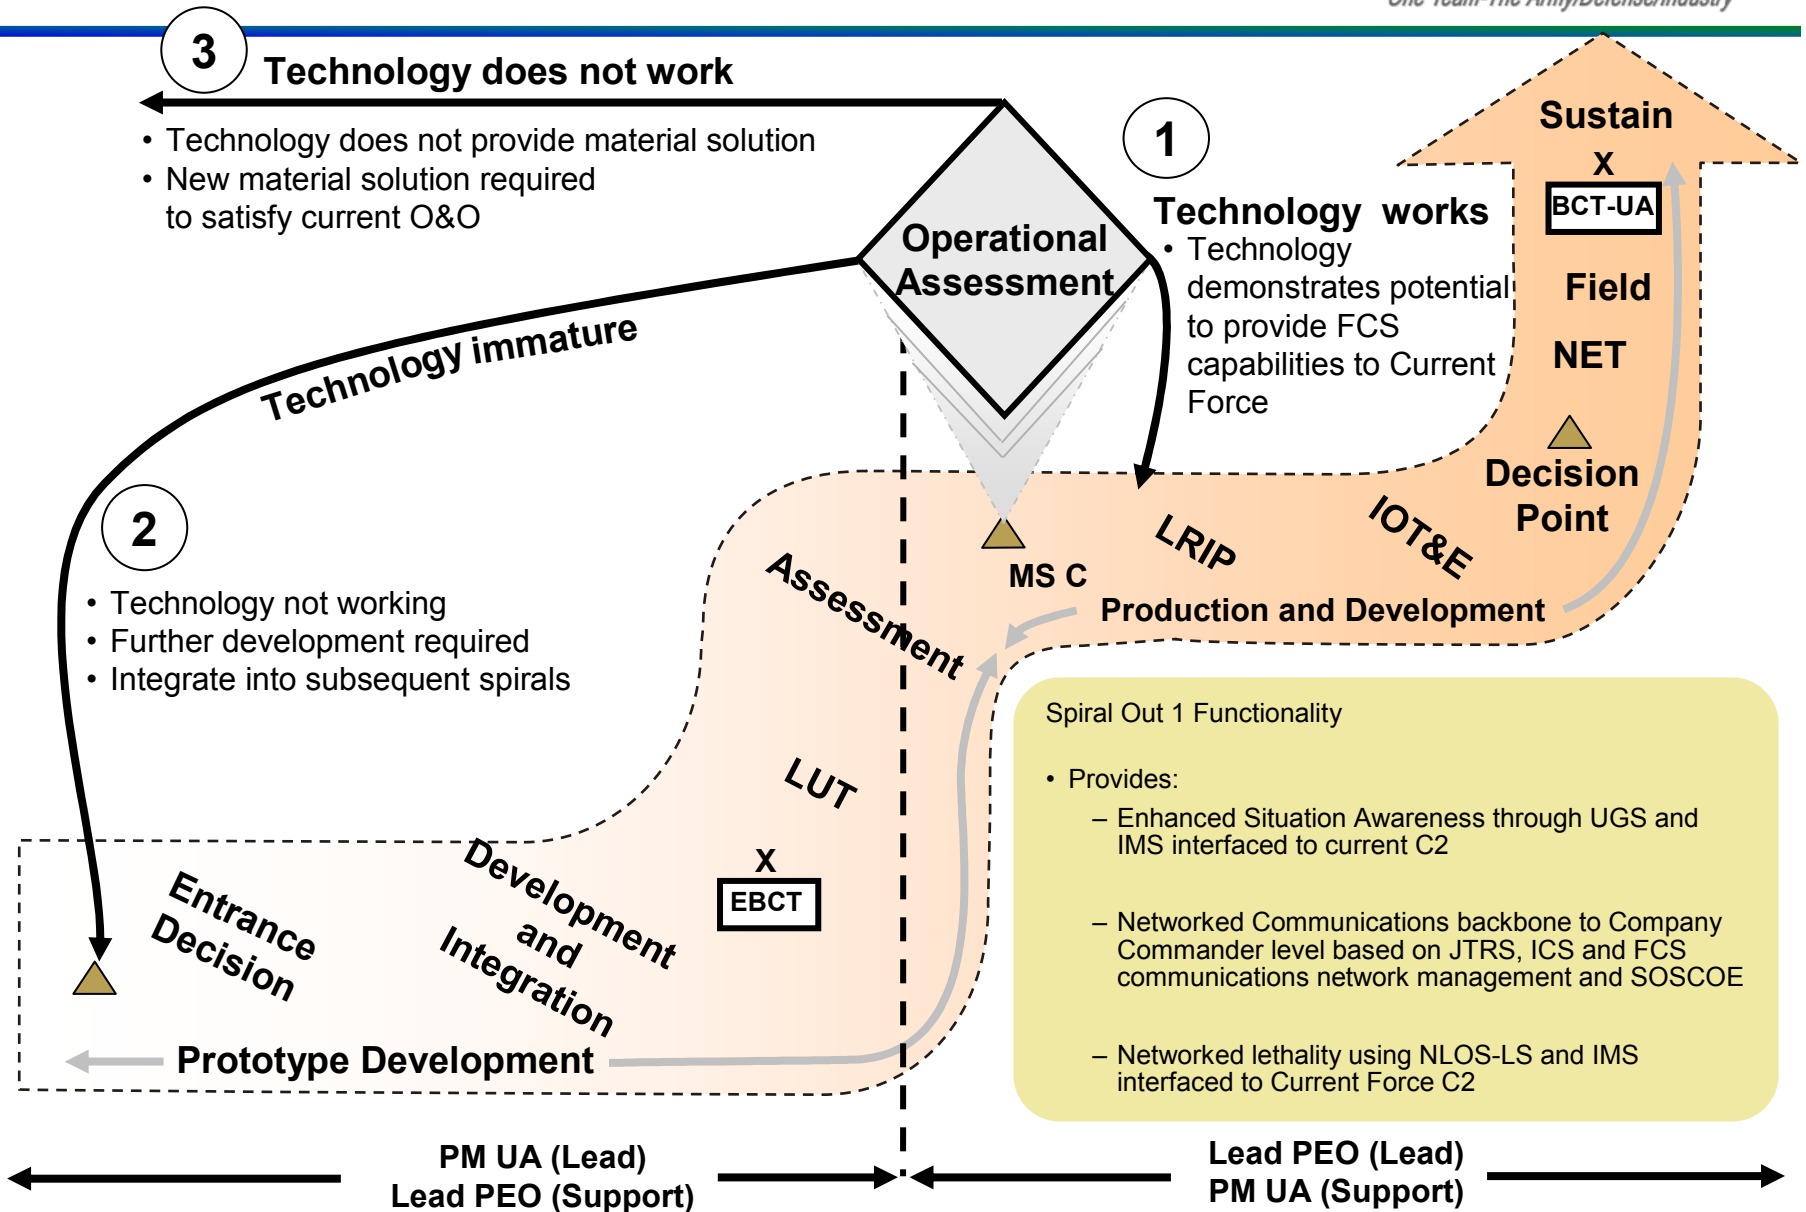 One Team-The Army/Defense/Industry
3
Technology does not work
• Technology does not provide material solution
• New material solution required
to satisfy current O&O
1
Technology works
• Technology
demonstrates potential
to provide FCS
capabilities to Current
Force
Operational
Assessment
Sustain
X
BCT-UA
Field
NET
Decision
Point
Technology immature
2
• Technology not working
• Further development required
• Integrate into subsequent spirals
Assessment
MS C
LRIP
IOT&E
Production and Development
LUT
X
EBCT
Development
and
Integration
Entrance
Decision
Prototype Development
Spiral Out 1 Functionality
• Provides:
– Enhanced Situation Awareness through UGS and
IMS interfaced to current C2
– Networked Communications backbone to Company
Commander level based on JTRS, ICS and FCS
communications network management and SOSCOE
– Networked lethality using NLOS-LS and IMS
interfaced to Current Force C2
PM UA (Lead)
Lead PEO (Support)
Lead PEO (Lead)
PM UA (Support)